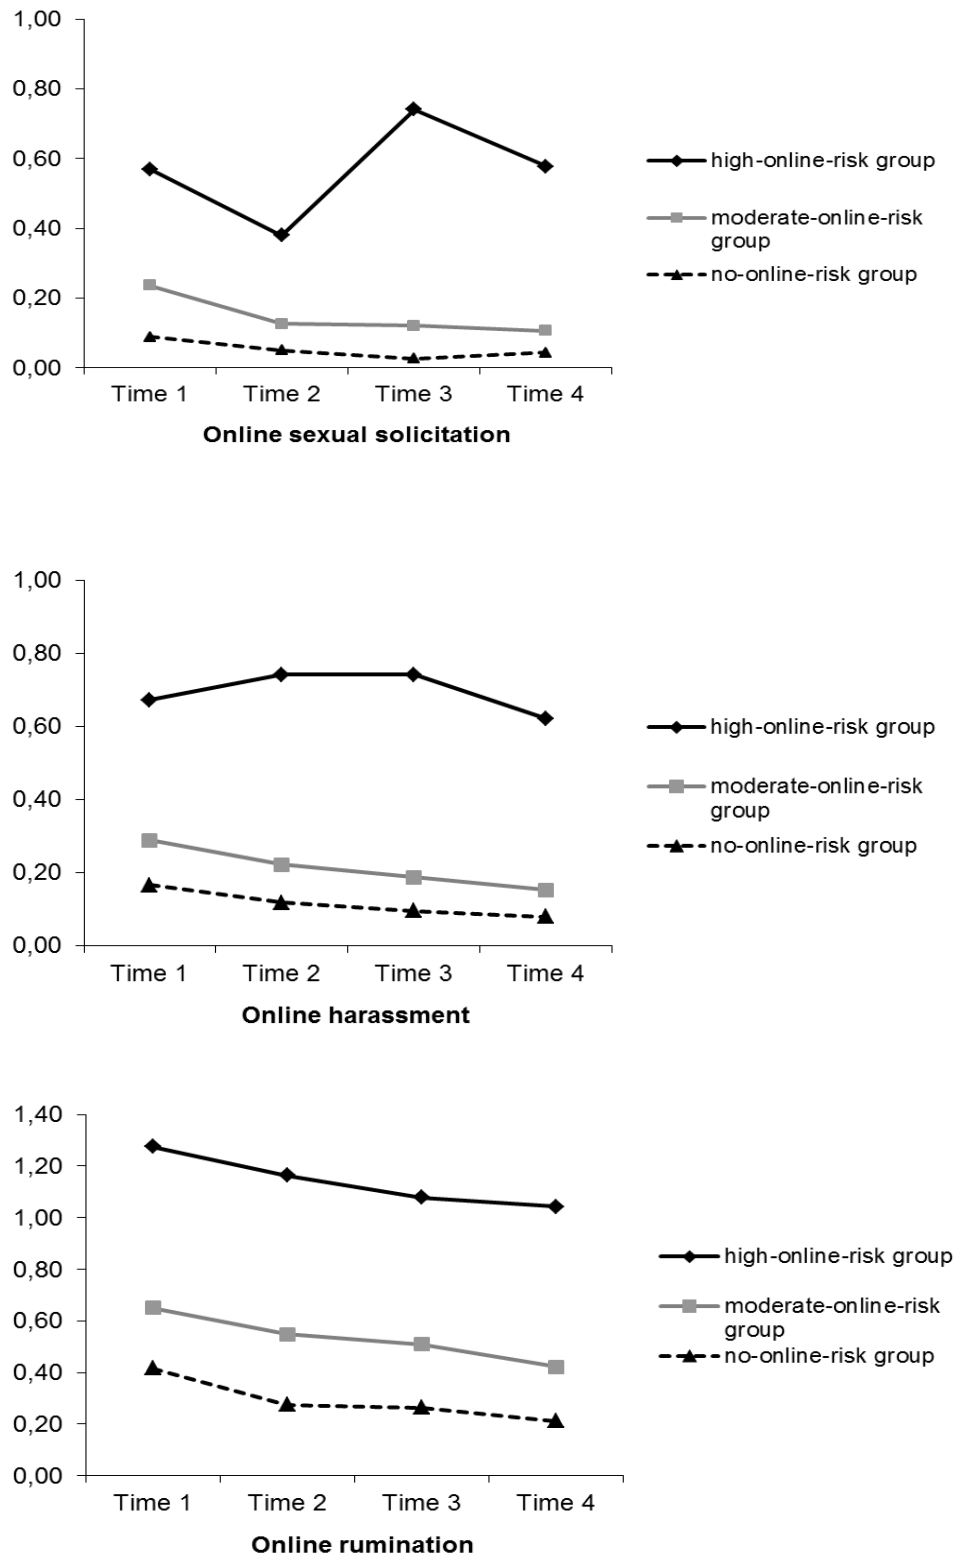 1,00
0,80
0,60
0,40
0,20
0,00
Time 1 Time 2 Time 3 Time 4
Online sexual solicitation
high-online-risk group
moderate-online-risk
group
no-online-risk group
1,00
0,80
0,60
0,40
0,20
0,00
Time 1 Time 2 Time 3 Time 4
Online harassment
high-online-risk group
moderate-online-risk
group
no-online-risk group
1,40
1,20
1,00
0,80
0,60
0,40
0,20
0,00
Time 1 Time 2 Time 3 Time 4
Online rumination
high-online-risk group
moderate-online-risk
group
no-online-risk group